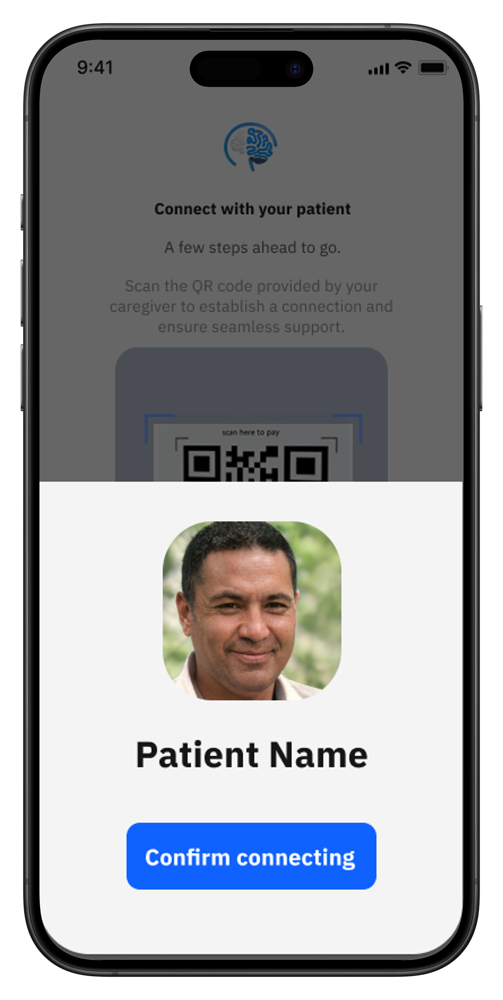 9:41
Connect with your patient
A few steps ahead to go.
Scan the QR code provided by your
caregiver to establish a connection and
ensure seamless support.
scan here to pay
Patient Name
Confirm connecting